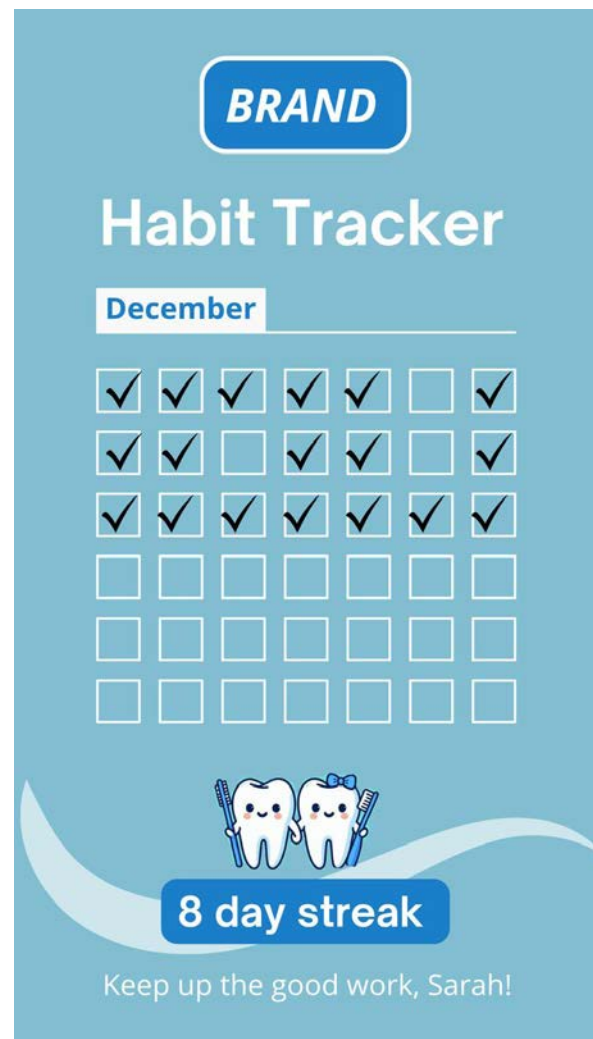 BRAND
Habit Tracker
December
8 day streak
Keep up the good work, Sarah!